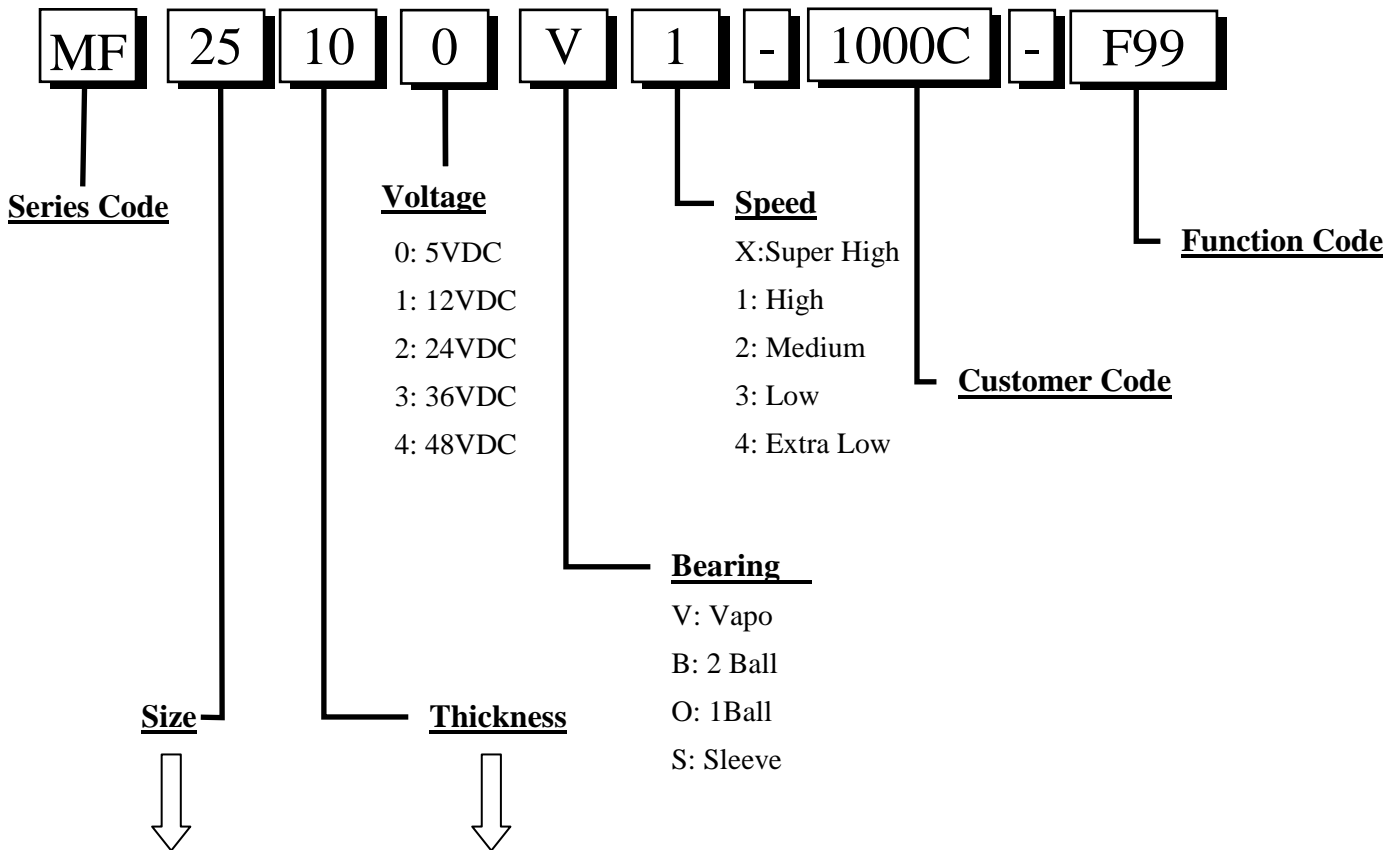 MF 25 10 0 V 1 - 1000C - F99
Series Code
Voltage
0: 5VDC
1: 12VDC
2: 24VDC
3: 36VDC
4: 48VDC
Speed
X:Super High
1: High
2: Medium
3: Low
4: Extra Low
Function Code
Customer Code
Bearing
V: Vapo
B: 2 Ball
O: 1Ball
S: Sleeve
Size
Thickness